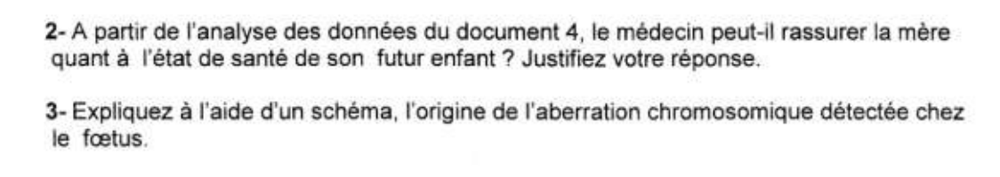 2- A partir de l'analyse des données du document 4, le médecin peut-il rassurer la mère
quant à l'état de santé de son futur enfant ? Justifiez votre réponse.
3- Expliquez à l'aide d'un schéma, l'origine de l'aberration chromosomique détectée chez
le fœtus.